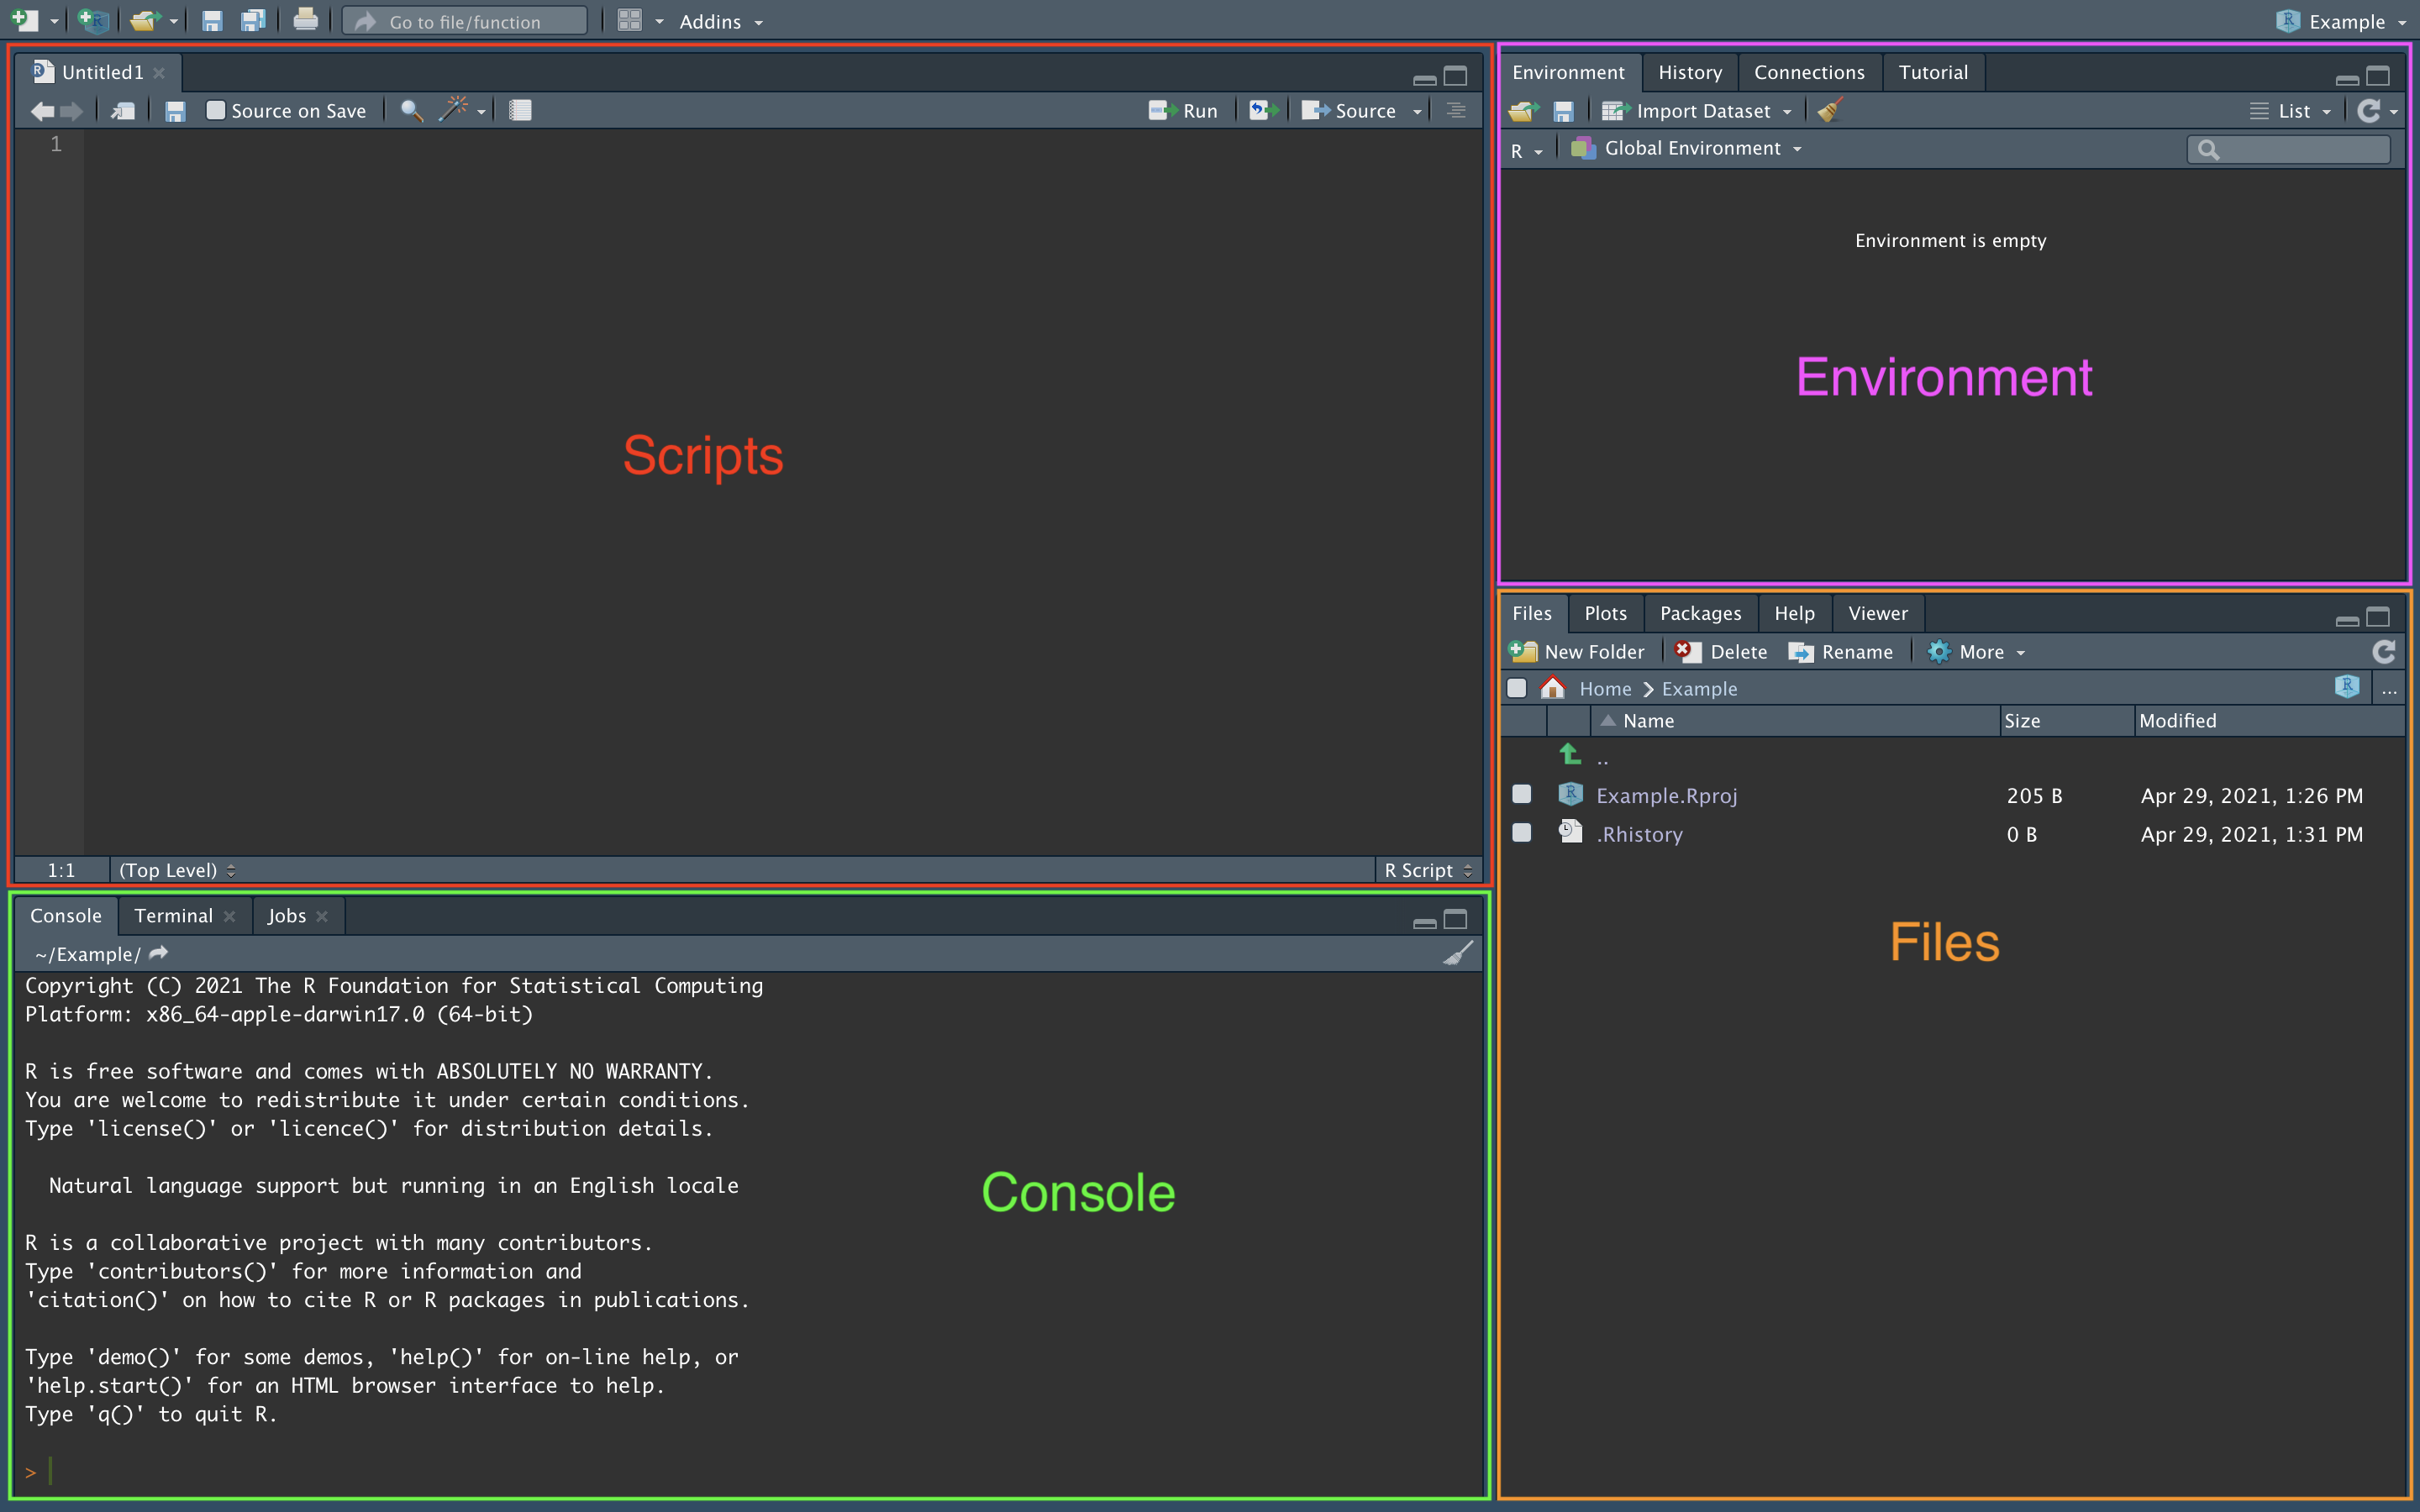 Go to file/function Addins Example
Untitled1
Source on Save Run Source
1
Scripts
1:1 (Top Level) R Script
Console Terminal Jobs
~/Example/
Copyright (C) 2021 The R Foundation for Statistical Computing
Platform: x86_64-apple-darwin17.0 (64-bit)
R is free software and comes with ABSOLUTELY NO WARRANTY.
You are welcome to redistribute it under certain conditions.
Type 'license()' or 'licence()' for distribution details.
Natural language support but running in an English locale
Console
R is a collaborative project with many contributors.
Type 'contributors()' for more information and
'citation()' on how to cite R or R packages in publications.
Type 'demo()' for some demos, 'help()' for on-line help, or
'help.start()' for an HTML browser interface to help.
Type 'q()' to quit R.
>
Environment History Connections Tutorial
Import Dataset List
R Global Environment
Environment is empty
Environment
Files Plots Packages Help Viewer
New Folder Delete Rename More
Home Example ...
Name Size Modified
..
Example.Rproj 205 B Apr 29, 2021, 1:26 PM
.Rhistory 0 B Apr 29, 2021, 1:31 PM
Files